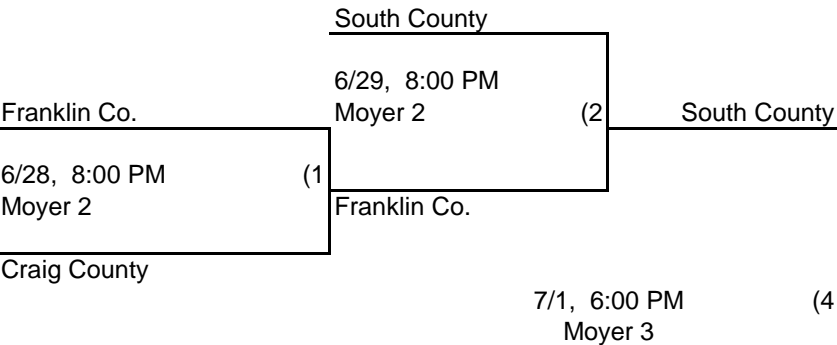 South County
6/29, 8:00 PM
Franklin Co.
Moyer 2 (2
South County
6/28, 8:00 PM (1
Moyer 2
Franklin Co.
Craig County
7/1, 6:00 PM (4
Moyer 3